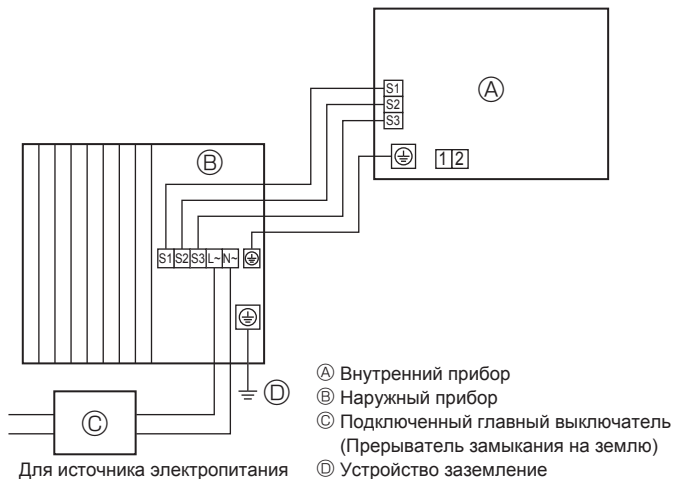 S1
S2
S3
Ⓐ
1 2
Ⓑ
S1 S2 S3 L~ N~
Ⓓ
Ⓒ
Для источника электропитания
Ⓐ Внутренний прибор
Ⓑ Наружный прибор
Ⓒ Подключенный главный выключатель
(Прерыватель замыкания на землю)
Ⓓ Устройство заземление